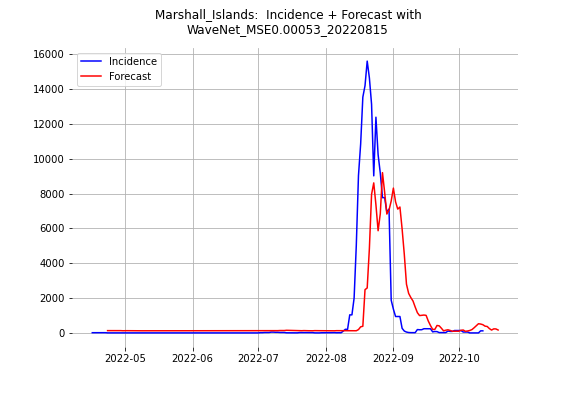 Marshall_Islands:  Incidence + Forecast with
WaveNet_MSE0.00053_20220815
Incidence
Forecast
16000
14000
12000
10000
8000
6000
4000
2000
0
2022-05 2022-06 2022-07 2022-08 2022-09 2022-10